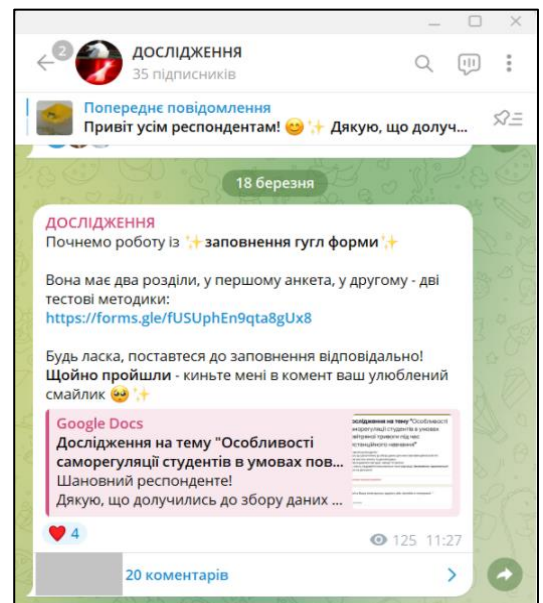 2
ДОСЛІДЖЕННЯ
35 підписників
Попереднє повідомлення
Привіт усім респондентам! 😊✨ Дякую, що долуч...
18 березня
ДОСЛІДЖЕННЯ
Почнемо роботу із ✨заповнення гугл форми✨
Вона має два розділи, у першому анкета, у другому - дві
тестові методики:
https://forms.gle/fUSUphEn9qta8gUx8
Будь ласка, поставтеся до заповнення відповідально!
Щойно пройшли - киньте мені в комент ваш улюблений
смайлик 🥺✨
Google Docs
Дослідження на тему "Особливості
саморегуляції студентів в умовах пов...
Шановний респонденте!
Дякую, що долучились до збору даних ...
❤️ 4
125 11:27
20 коментарів